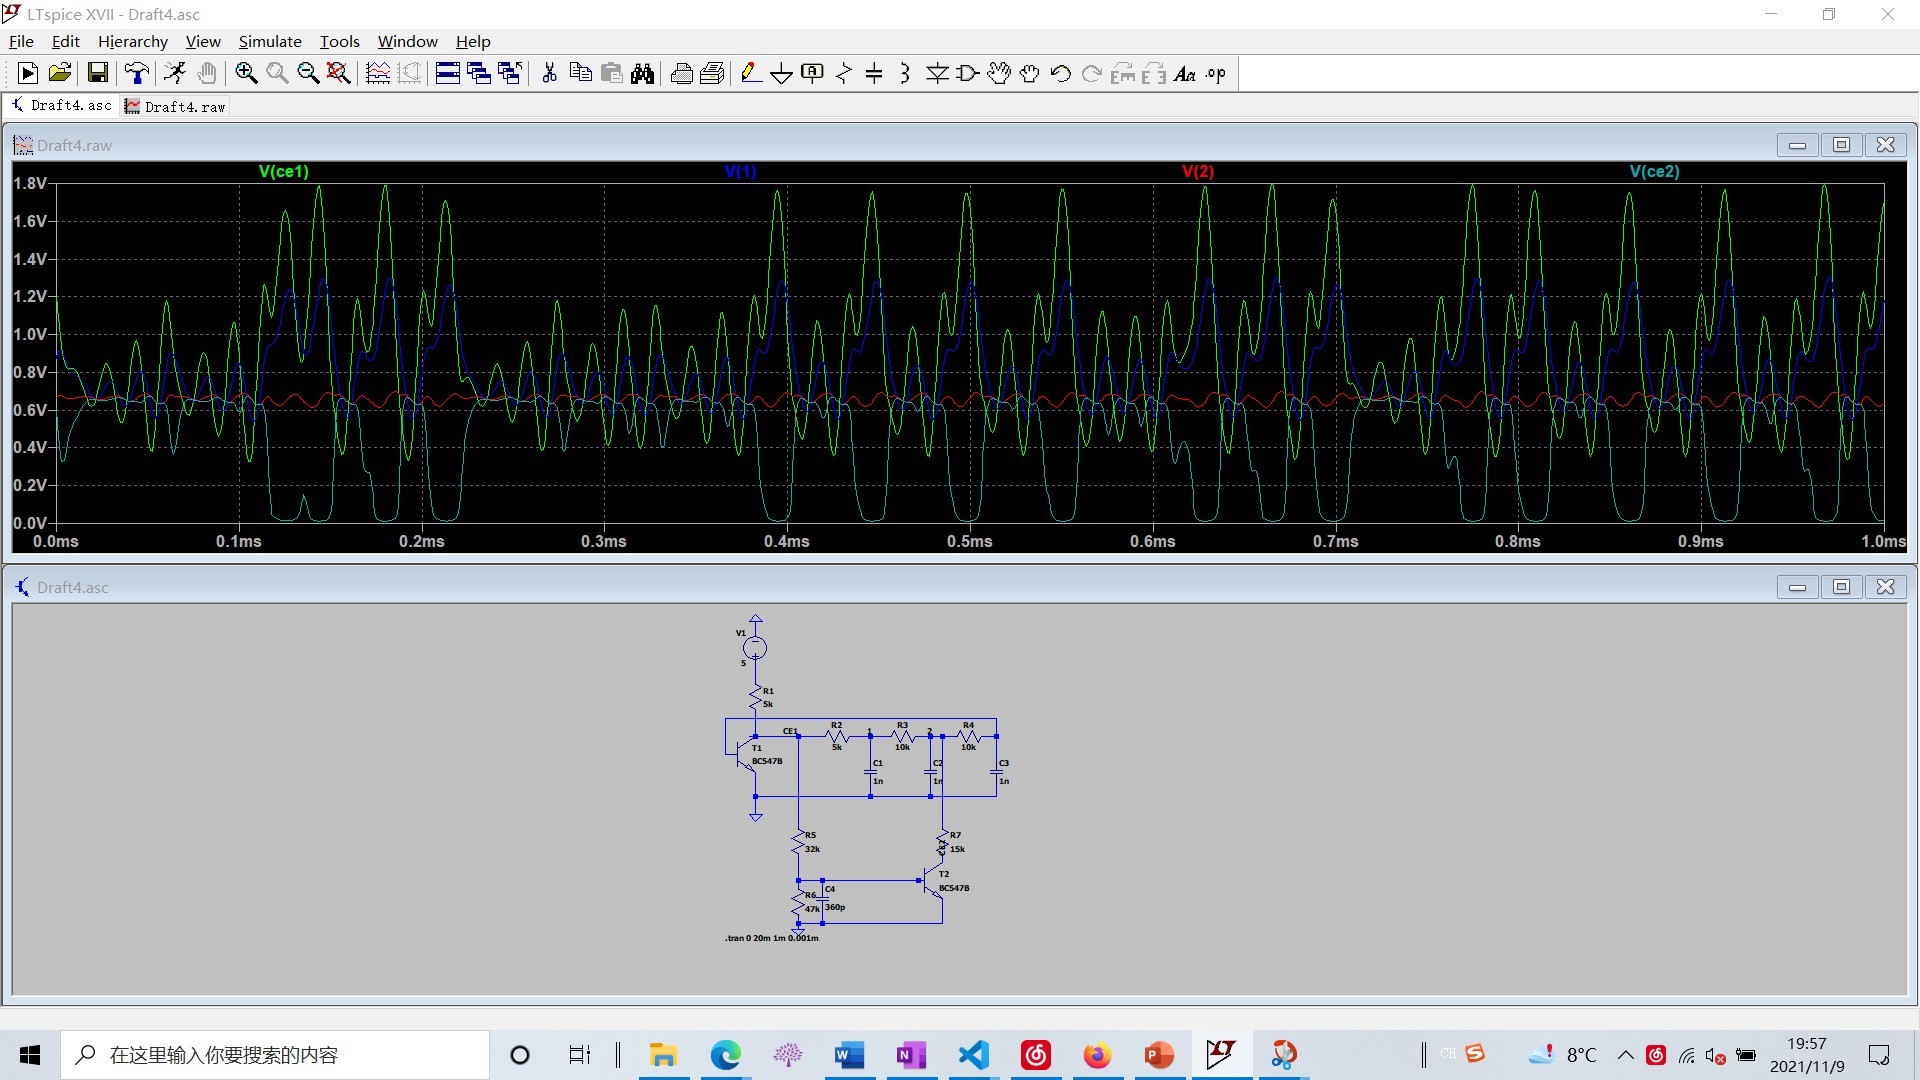 LTspice XVII - Draft4.asc
File Edit Hierarchy View Simulate Tools Window Help
Draft4.asc Draft4.raw
Draft4.raw
V(ce1) V(1) V(2) V(ce2)
1.8V
1.6V
1.4V
1.2V
1.0V
0.8V
0.6V
0.4V
0.2V
0.0V
0.0ms 0.1ms 0.2ms 0.3ms 0.4ms 0.5ms 0.6ms 0.7ms 0.8ms 0.9ms 1.0ms
Draft4.asc
V1
5
R1
5k
CE1 R2 1 R3 2 R4
5k 10k 10k
T1
BC547B
C1 C2 C3
1n 1n 1n
R5 R7
32k 15k
CE2
T2
BC547B
R6 C4
47k 360p
.tran 0 20m 1m 0.001m
在这里输入你要搜索的内容
CH
8°C
19:57
2021/11/9